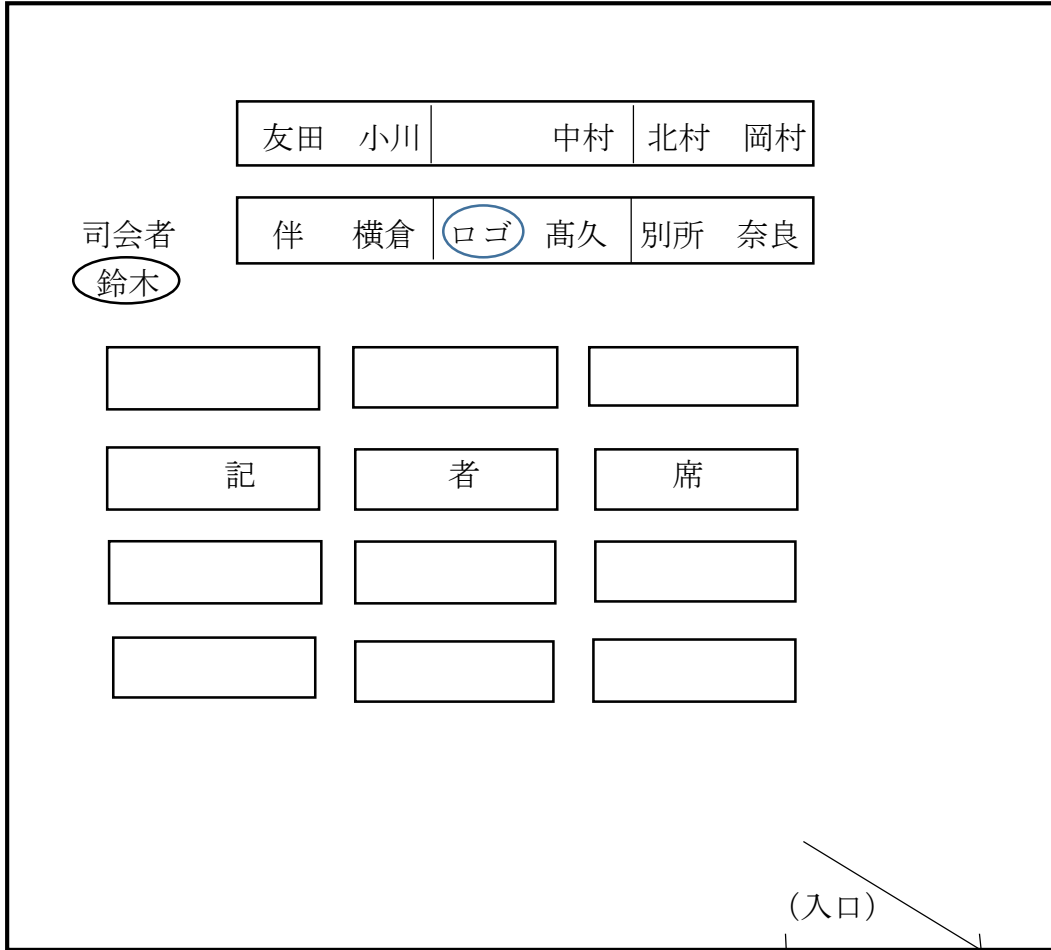 友田 小川 中村 北村 岡村
司会者 伴 横倉 ロゴ 髙久 別所 奈良
鈴木
記 者 席
(入口)